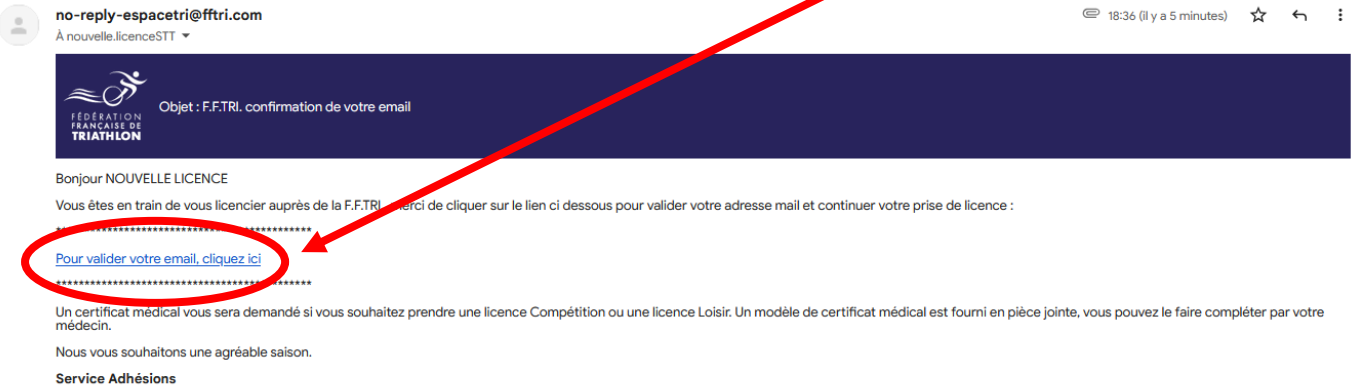 no-reply-espacetri@fftri.com
18:36 (il y a 5 minutes)
À nouvelle.licenceSTT
FÉDÉRATION
FRANÇAISE DE
TRIATHLON
Objet : F.F.TRI. confirmation de votre email
Bonjour NOUVELLE LICENCE
Vous êtes en train de vous licencier auprès de la F.F.TRI. merci de cliquer sur le lien ci dessous pour valider votre adresse mail et continuer votre prise de licence :
*********************************************
Pour valider votre email, cliquez ici
*********************************************
Un certificat médical vous sera demandé si vous souhaitez prendre une licence Compétition ou une licence Loisir. Un modèle de certificat médical est fourni en pièce jointe, vous pouvez le faire compléter par votre
médecin.
Nous vous souhaitons une agréable saison.
Service Adhésions